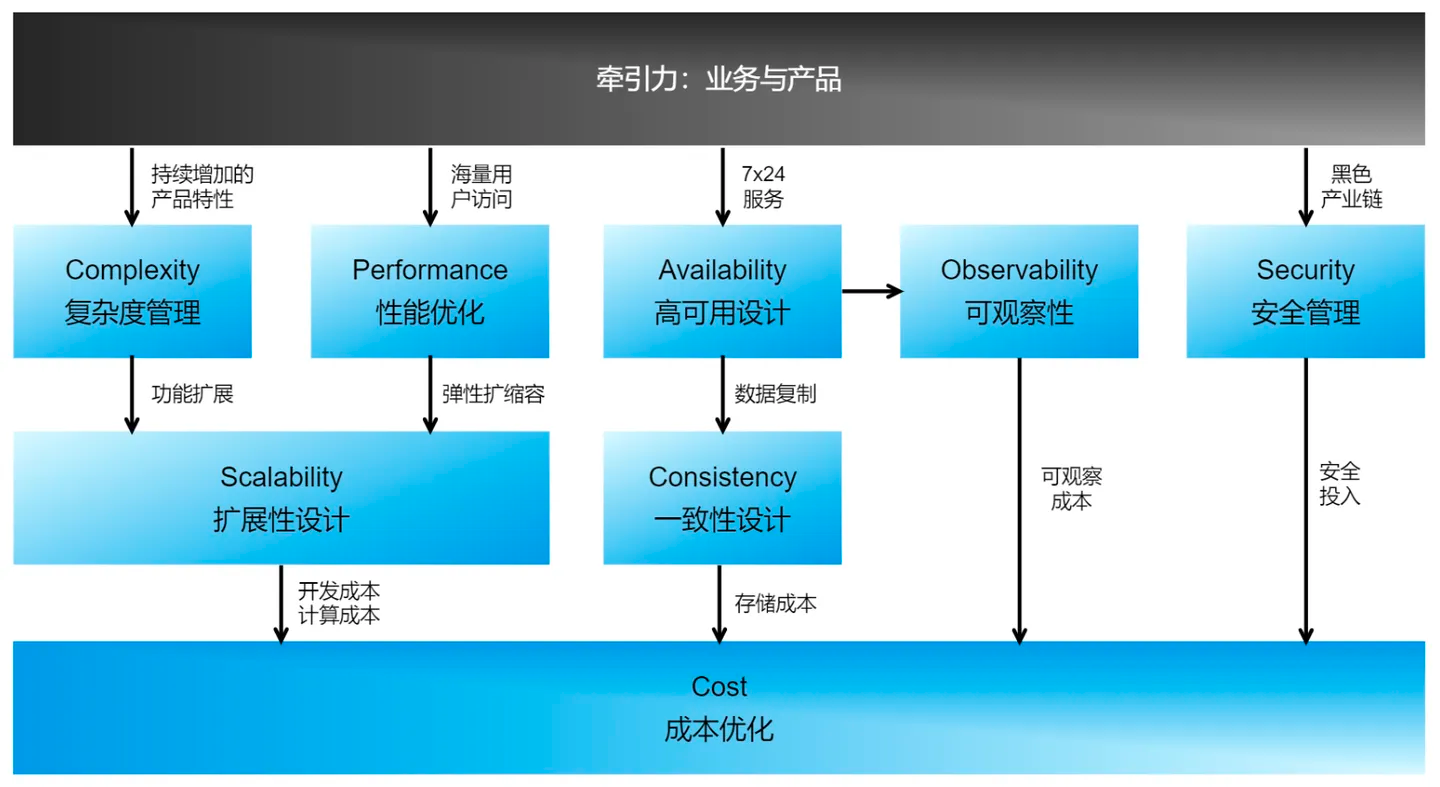 牵引力：业务与产品
持续增加的
产品特性
海量用
户访问
7x24
服务
黑色
产业链
Complexity
复杂度管理
Performance
性能优化
Availability
高可用设计
Observability
可观察性
Security
安全管理
功能扩展
弹性扩缩容
数据复制
Scalability
扩展性设计
Consistency
一致性设计
可观察
成本
安全
投入
开发成本
计算成本
存储成本
Cost
成本优化